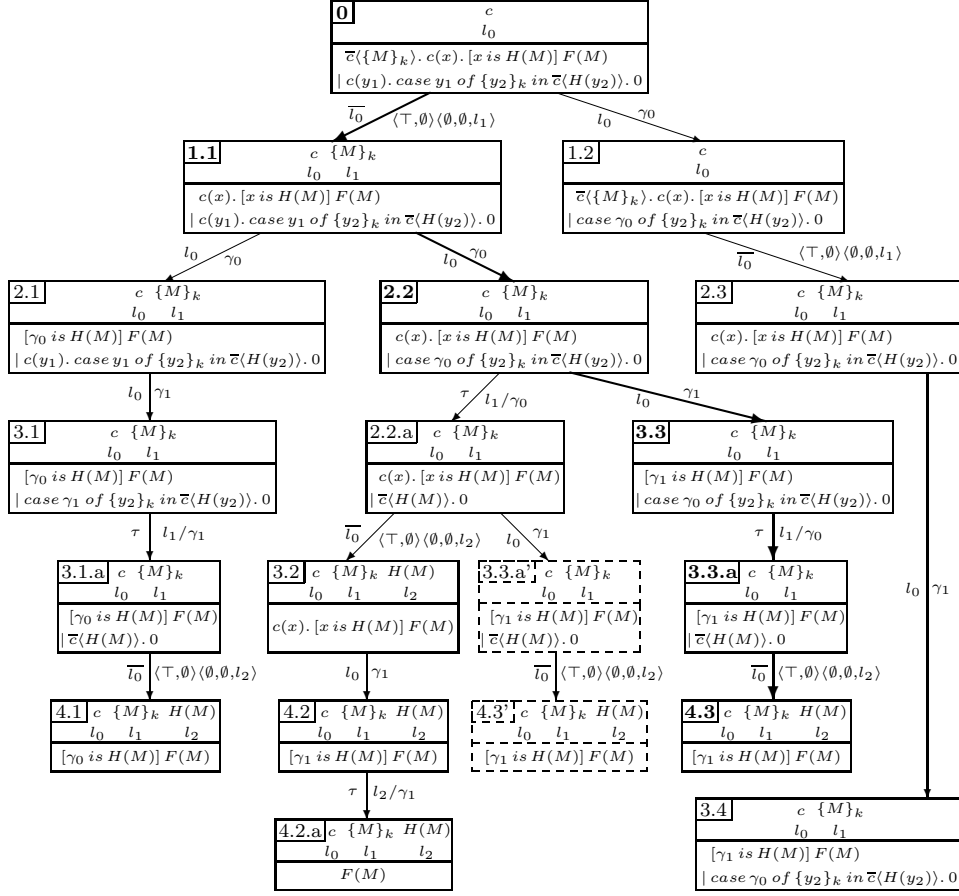 0 c
l₀
c̅⟨{M}ₖ⟩. c(x). [x is H(M)] F(M)
| c(y₁). case y₁ of {y₂}ₖ in c̅⟨H(y₂)⟩. 0
l̅₀ ⟨⊤,∅⟩⟨∅,∅,l₁⟩
l₀ γ₀
1.1 c {M}ₖ
l₀ l₁
c(x). [x is H(M)] F(M)
| c(y₁). case y₁ of {y₂}ₖ in c̅⟨H(y₂)⟩. 0
1.2 c
l₀
c̅⟨{M}ₖ⟩. c(x). [x is H(M)] F(M)
| case γ₀ of {y₂}ₖ in c̅⟨H(y₂)⟩. 0
l₀ γ₀
l₀ γ₀
l̅₀ ⟨⊤,∅⟩⟨∅,∅,l₁⟩
2.1 c {M}ₖ
l₀ l₁
[γ₀ is H(M)] F(M)
| c(y₁). case y₁ of {y₂}ₖ in c̅⟨H(y₂)⟩. 0
2.2 c {M}ₖ
l₀ l₁
c(x). [x is H(M)] F(M)
| case γ₀ of {y₂}ₖ in c̅⟨H(y₂)⟩. 0
2.3 c {M}ₖ
l₀ l₁
c(x). [x is H(M)] F(M)
| case γ₀ of {y₂}ₖ in c̅⟨H(y₂)⟩. 0
l₀ γ₁
τ l₁/γ₀
l₀ γ₁
3.1 c {M}ₖ
l₀ l₁
[γ₀ is H(M)] F(M)
| case γ₁ of {y₂}ₖ in c̅⟨H(y₂)⟩. 0
2.2.a c {M}ₖ
l₀ l₁
c(x). [x is H(M)] F(M)
| c̅⟨H(M)⟩. 0
3.3 c {M}ₖ
l₀ l₁
[γ₁ is H(M)] F(M)
| case γ₀ of {y₂}ₖ in c̅⟨H(y₂)⟩. 0
τ l₁/γ₁
l̅₀ ⟨⊤,∅⟩⟨∅,∅,l₂⟩
l₀ γ₁
τ l₁/γ₀
l₀ γ₁
3.1.a c {M}ₖ
l₀ l₁
[γ₀ is H(M)] F(M)
| c̅⟨H(M)⟩. 0
3.2 c {M}ₖ H(M)
l₀ l₁ l₂
c(x). [x is H(M)] F(M)
3.3.a' c {M}ₖ
l₀ l₁
[γ₁ is H(M)] F(M)
| c̅⟨H(M)⟩. 0
3.3.a c {M}ₖ
l₀ l₁
[γ₁ is H(M)] F(M)
| c̅⟨H(M)⟩. 0
l̅₀ ⟨⊤,∅⟩⟨∅,∅,l₂⟩
l₀ γ₁
l̅₀ ⟨⊤,∅⟩⟨∅,∅,l₂⟩
l̅₀ ⟨⊤,∅⟩⟨∅,∅,l₂⟩
4.1 c {M}ₖ H(M)
l₀ l₁ l₂
[γ₀ is H(M)] F(M)
4.2 c {M}ₖ H(M)
l₀ l₁ l₂
[γ₁ is H(M)] F(M)
4.3' c {M}ₖ H(M)
l₀ l₁ l₂
[γ₁ is H(M)] F(M)
4.3 c {M}ₖ H(M)
l₀ l₁ l₂
[γ₁ is H(M)] F(M)
τ l₂/γ₁
4.2.a c {M}ₖ H(M)
l₀ l₁ l₂
F(M)
3.4 c {M}ₖ
l₀ l₁
[γ₁ is H(M)] F(M)
| case γ₀ of {y₂}ₖ in c̅⟨H(y₂)⟩. 0